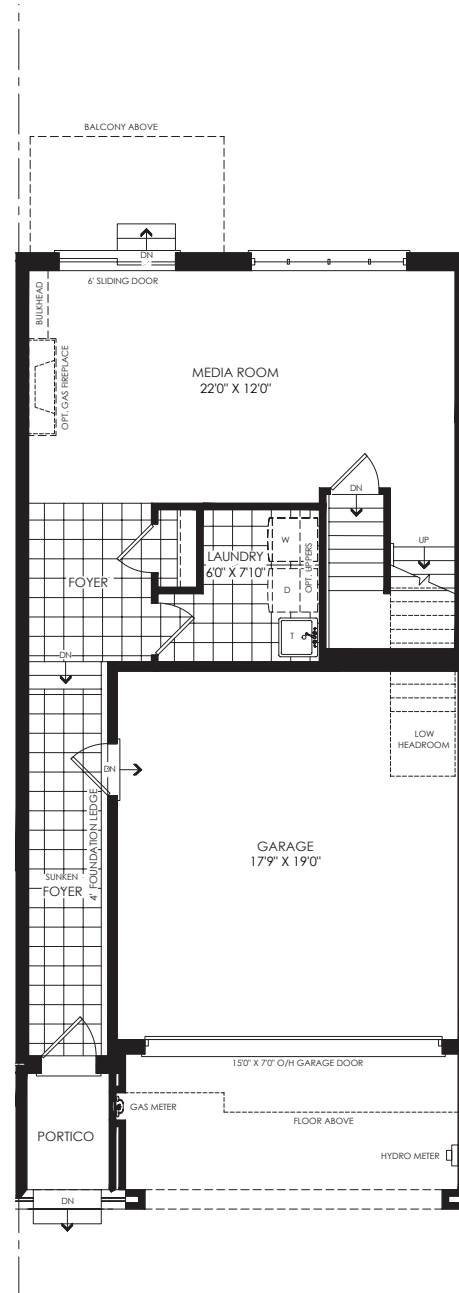 BALCONY ABOVE
DN
6' SLIDING DOOR
BULKHEAD
OPT. GAS FIREPLACE
MEDIA ROOM
22'0" X 12'0"
DN
UP
W
LAUNDRY
6'0" X 7'10"
OPT. UPPERS
D
FOYER
T
DN
LOW
HEADROOM
DN
4' FOUNDATION LEDGE
SUNKEN
FOYER
GARAGE
17'9" X 19'0"
15'0" X 7'0" O/H GARAGE DOOR
GAS METER
FLOOR ABOVE
PORTICO
HYDRO METER
DN